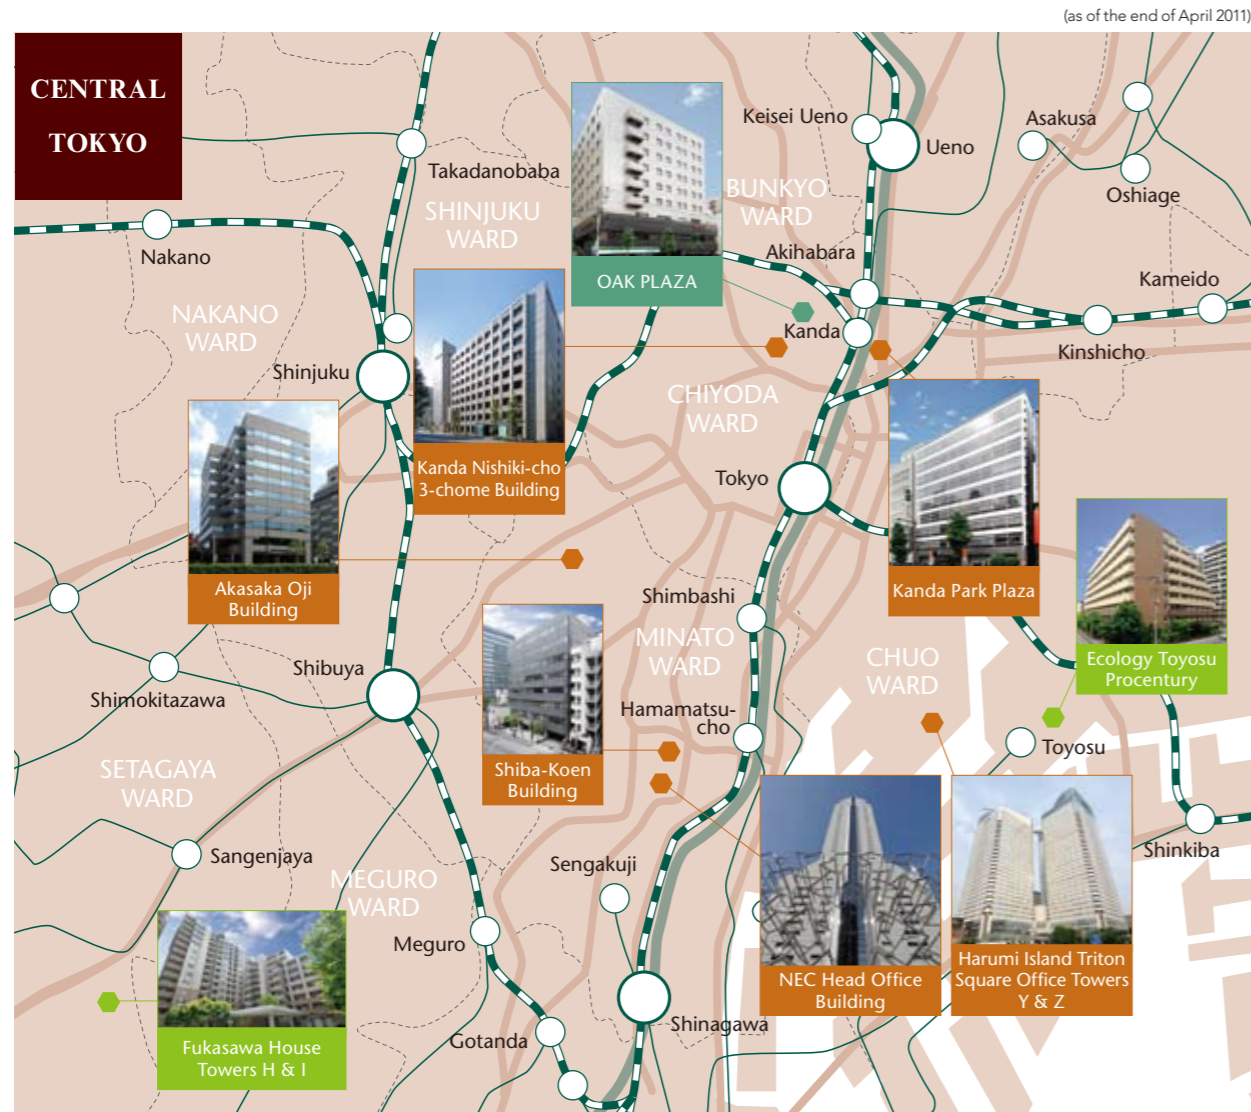 (as of the end of April 2011)
CENTRAL
TOKYO
Keisei Ueno
Ueno
Asakusa
Oshiage
Takadanobaba
SHINJUKU
WARD
BUNKYO
WARD
Nakano
Akihabara
OAK PLAZA
Kameido
NAKANO
WARD
Kanda
Kinshicho
Shinjuku
CHIYODA
WARD
Kanda Nishiki-cho
3-chome Building
Tokyo
Akasaka Oji
Building
Kanda Park Plaza
Shimbashi
MINATO
WARD
CHUO
WARD
Ecology Toyosu
Procentury
Shibuya
Shimokitazawa
Hamamatsu-
cho
Toyosu
SETAGAYA
WARD
Shiba-Koen
Building
Sangenjaya
Sengakuji
Shinkiba
MEGURO
WARD
Meguro
NEC Head Office
Building
Harumi Island Triton
Square Office Towers
Y & Z
Shinagawa
Gotanda
Fukasawa House
Towers H & I